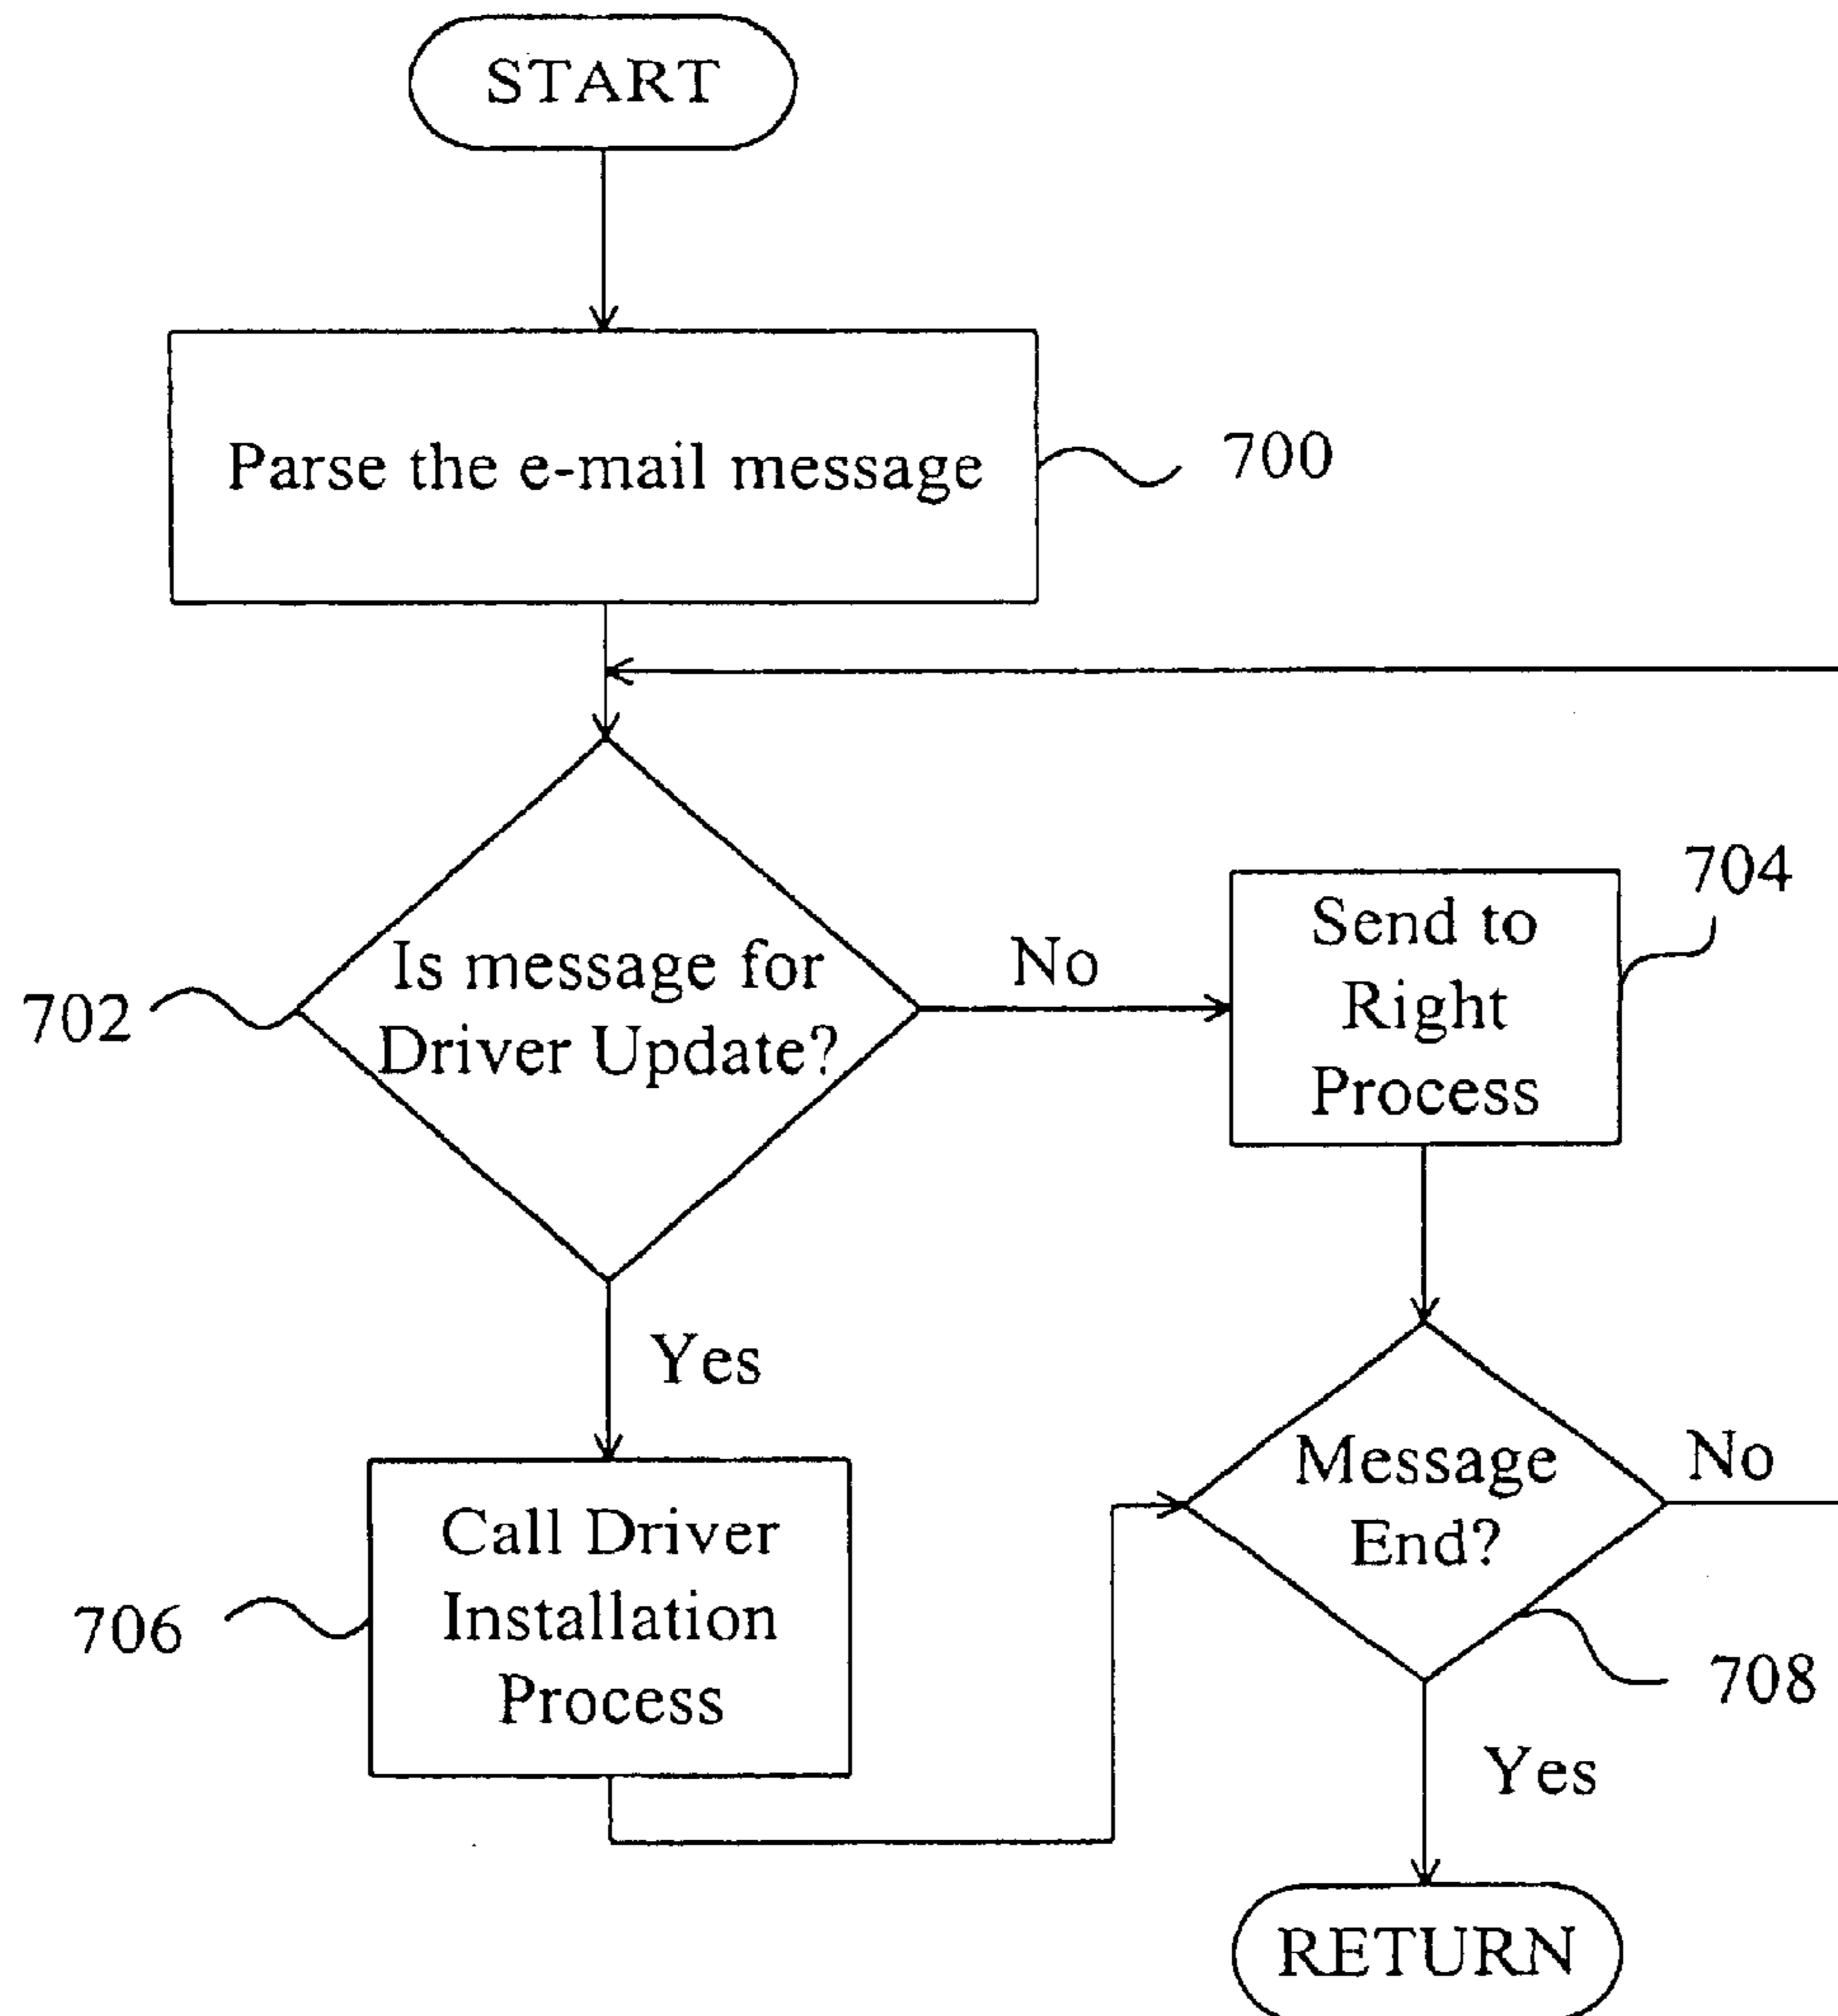 START
Parse the e-mail message
700
702
Is message for
Driver Update?
No
Send to
Right
Process
704
Yes
Call Driver
Installation
Process
706
Message
End?
No
708
Yes
RETURN